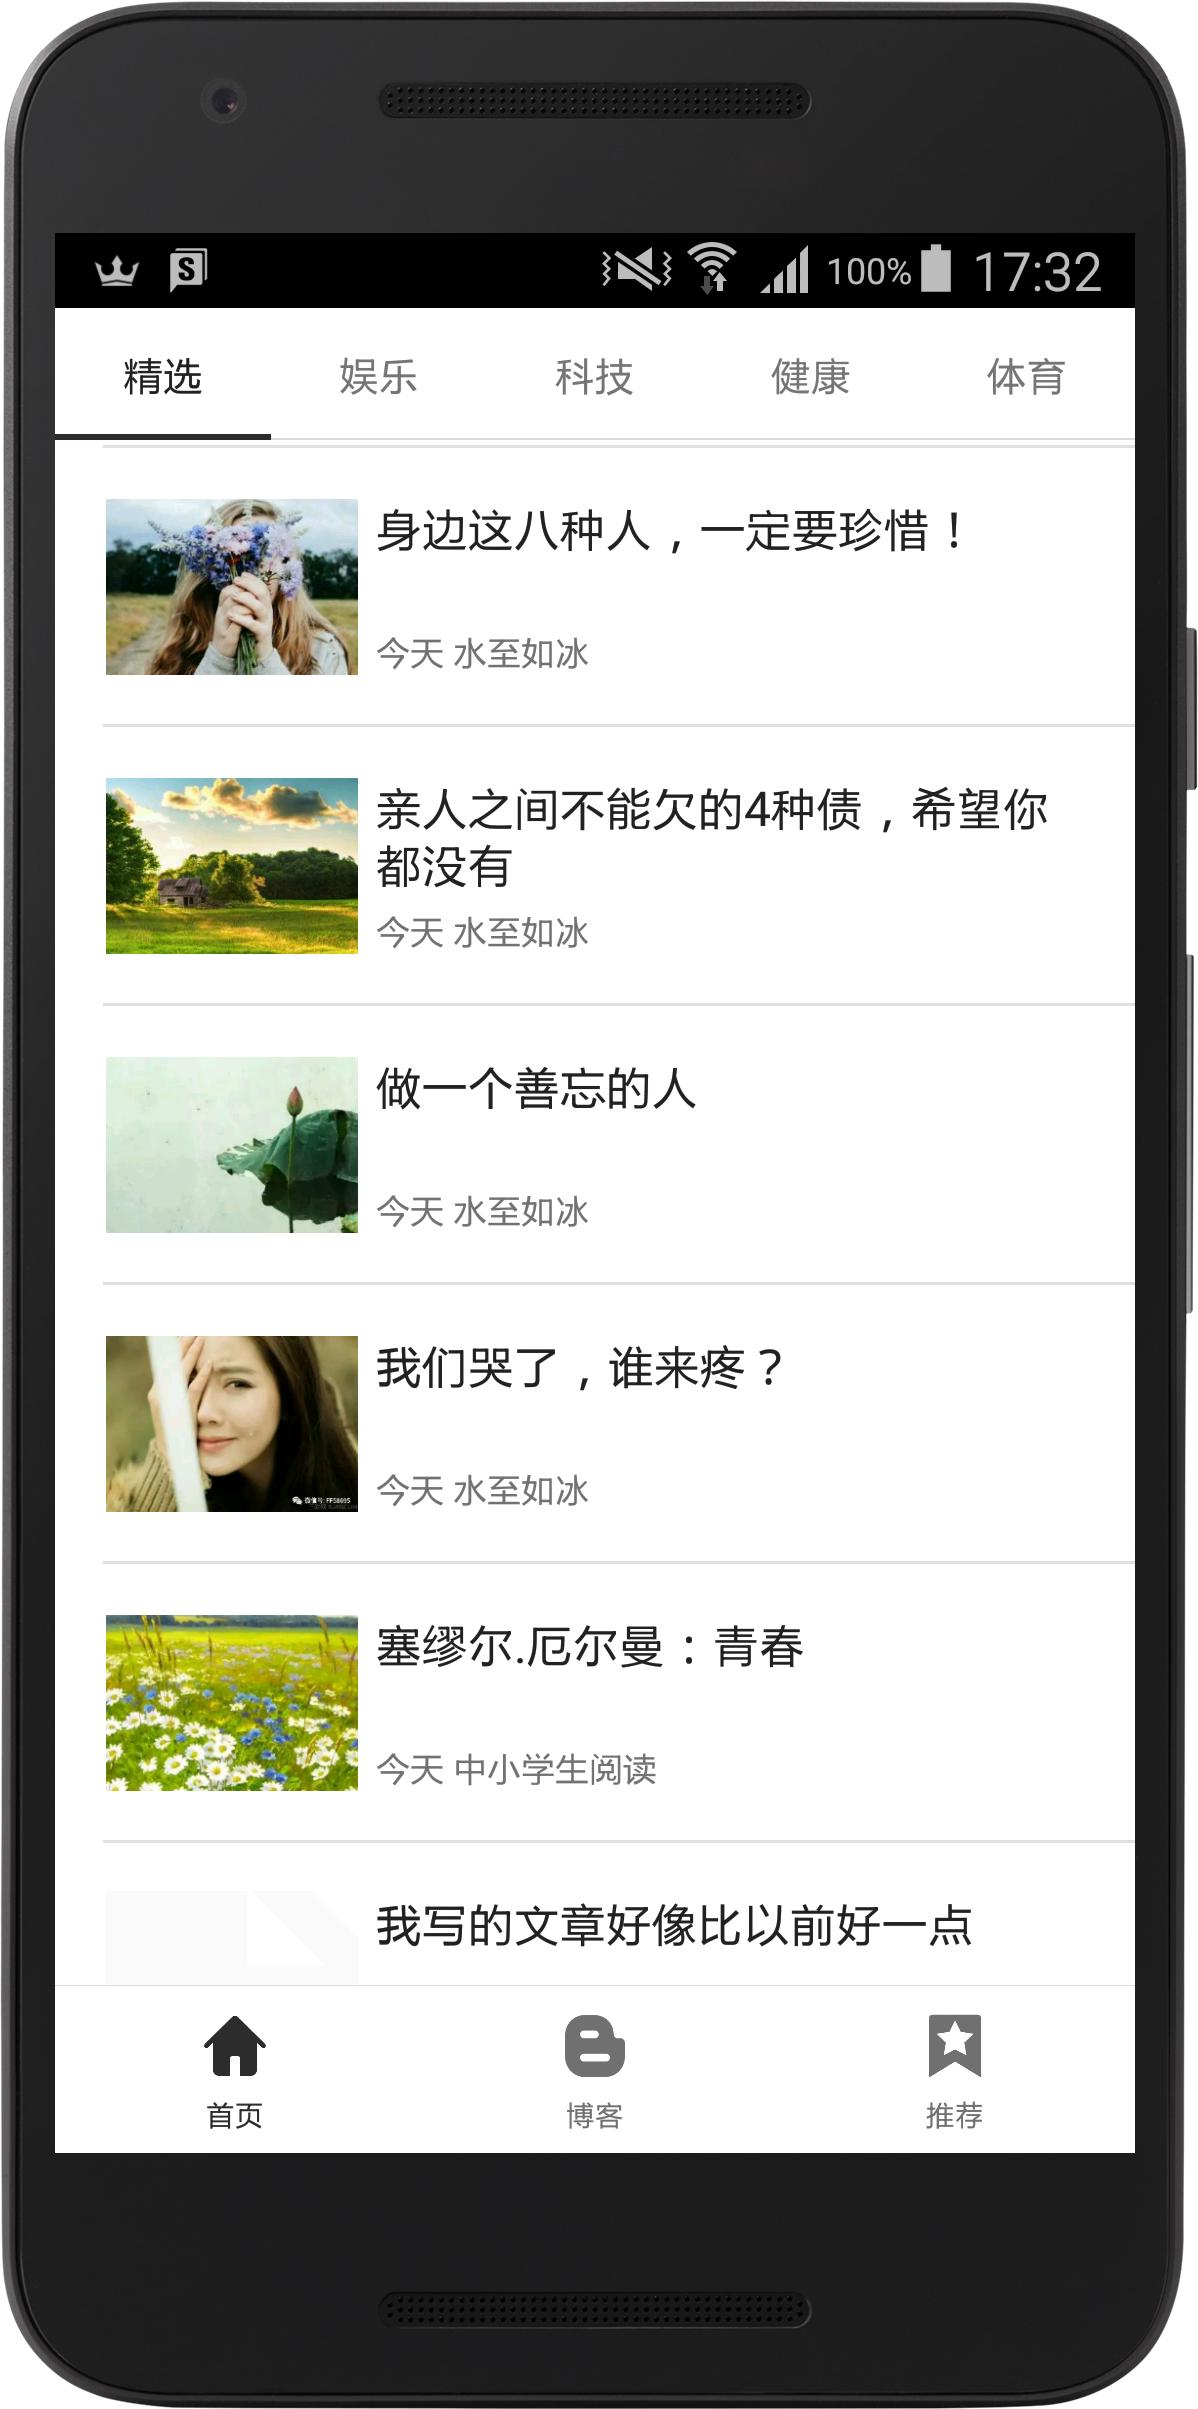 100% 17:32
精选 娱乐 科技 健康 体育
身边这八种人，一定要珍惜！
今天 水至如冰
亲人之间不能欠的4种债，希望你
都没有
今天 水至如冰
做一个善忘的人
今天 水至如冰
我们哭了，谁来疼？
今天 水至如冰
微信号: FF58695
塞缪尔.厄尔曼：青春
今天 中小学生阅读
我写的文章好像比以前好一点
首页 博客 推荐